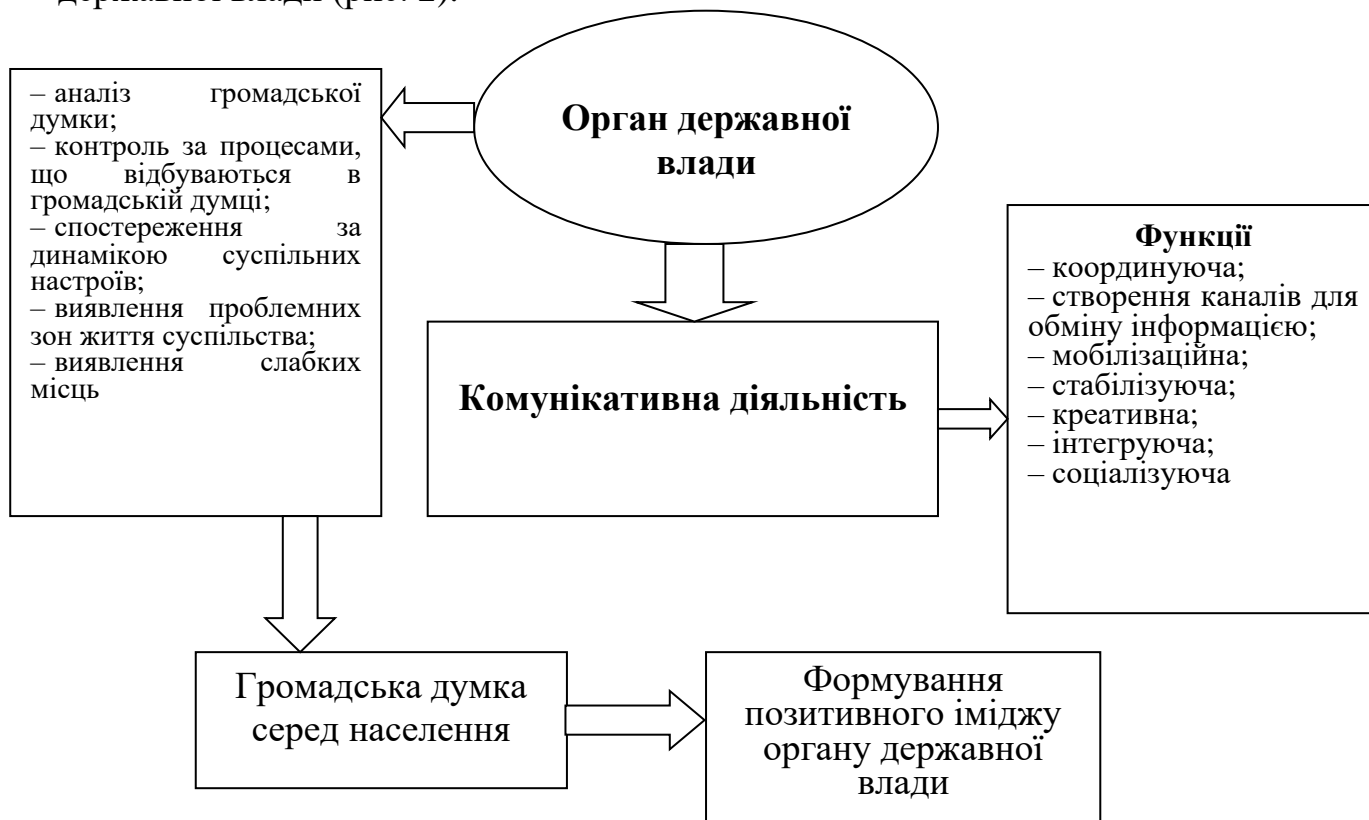 державної влади (рис. 2).
Орган державної
влади
– аналіз громадської
думки;
– контроль за процесами,
що відбуваються в
громадській думці;
– спостереження за
динамікою суспільних
настроїв;
– виявлення проблемних
зон життя суспільства;
– виявлення слабких
місць
Комунікативна діяльність
Функції
– координуюча;
– створення каналів для
обміну інформацією;
– мобілізаційна;
– стабілізуюча;
– креативна;
– інтегруюча;
– соціалізуюча
Громадська думка
серед населення
Формування
позитивного іміджу
органу державної
влади